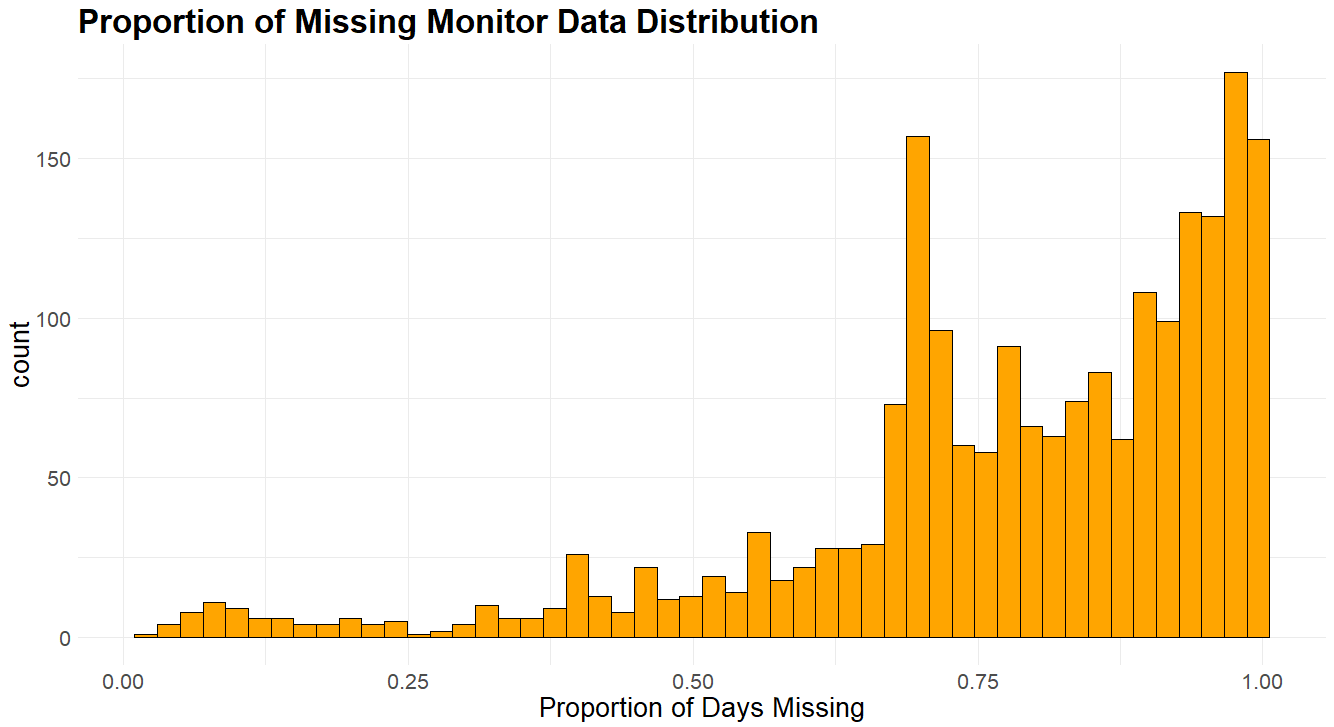 Proportion of Missing Monitor Data Distribution
count
150
100
50
0
0.00 0.25 0.50 0.75 1.00
Proportion of Days Missing